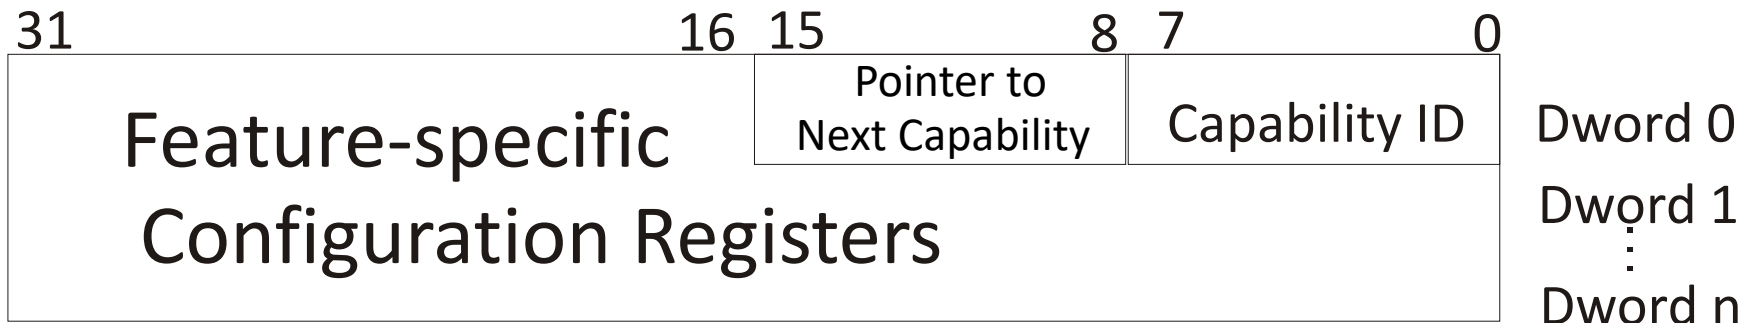 31 16 15 8 7 0
Pointer to
Next Capability
Capability ID
Feature-specific
Configuration Registers
Dword 0
Dword 1
Dword n